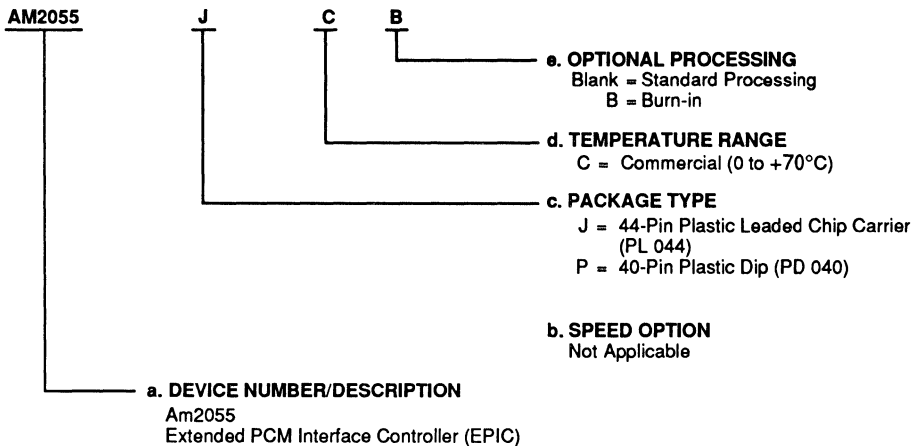 AM2055 J C B
e. OPTIONAL PROCESSING
Blank = Standard Processing
B = Burn-in
d. TEMPERATURE RANGE
C = Commercial (0 to +70°C)
c. PACKAGE TYPE
J = 44-Pin Plastic Leaded Chip Carrier
(PL 044)
P = 40-Pin Plastic Dip (PD 040)
b. SPEED OPTION
Not Applicable
a. DEVICE NUMBER/DESCRIPTION
Am2055
Extended PCM Interface Controller (EPIC)